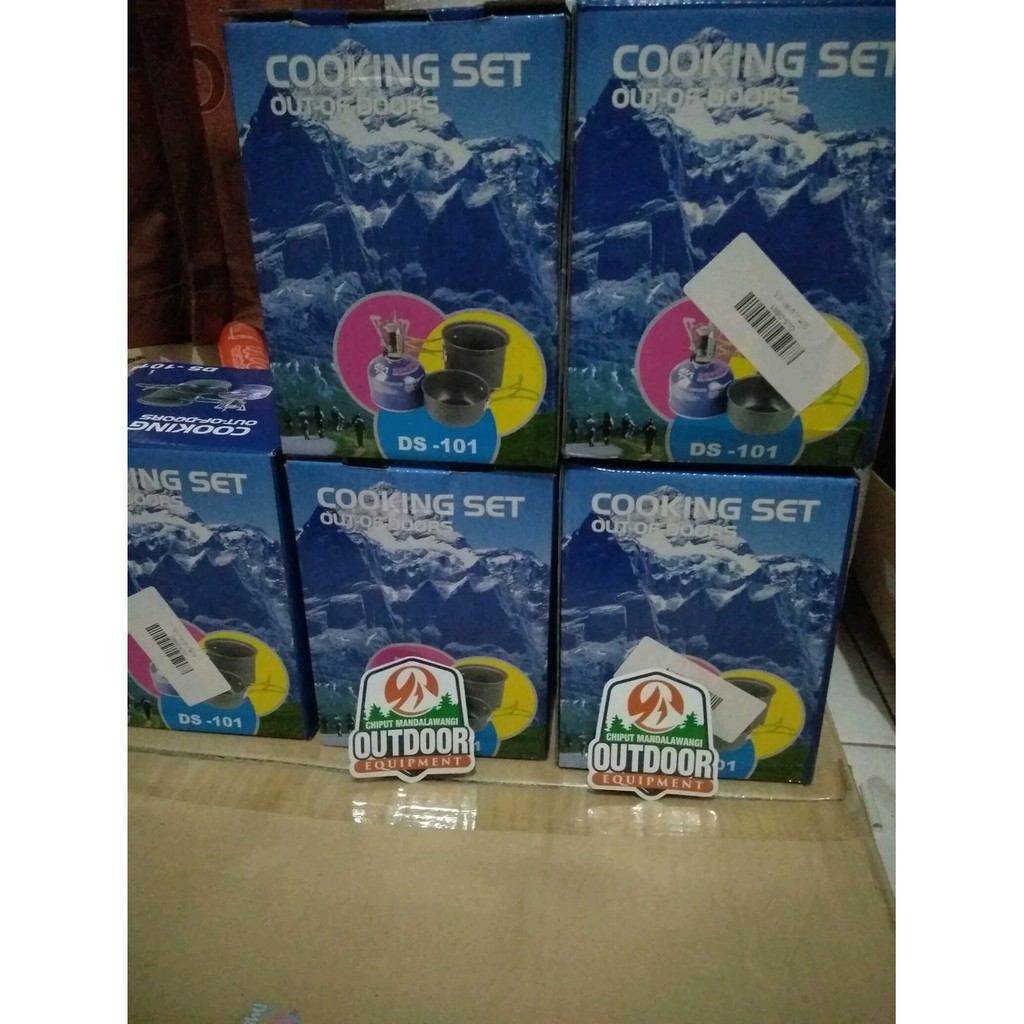 COOKING SET
OUT-OF-DOORS
DS -101
COOKING SET
OUT-OF-DOORS
DS -101
DS -101
COOKING
OUT-OF-DOORS
ING SET
DS -101
COOKING SET
OUT-OF-DOORS
CHIPUT MANDALAWANGI
OUTDOOR
EQUIPMENT
COOKING SET
OUT-OF-DOORS
CHIPUT MANDALAWANGI
OUTDOOR
EQUIPMENT
01